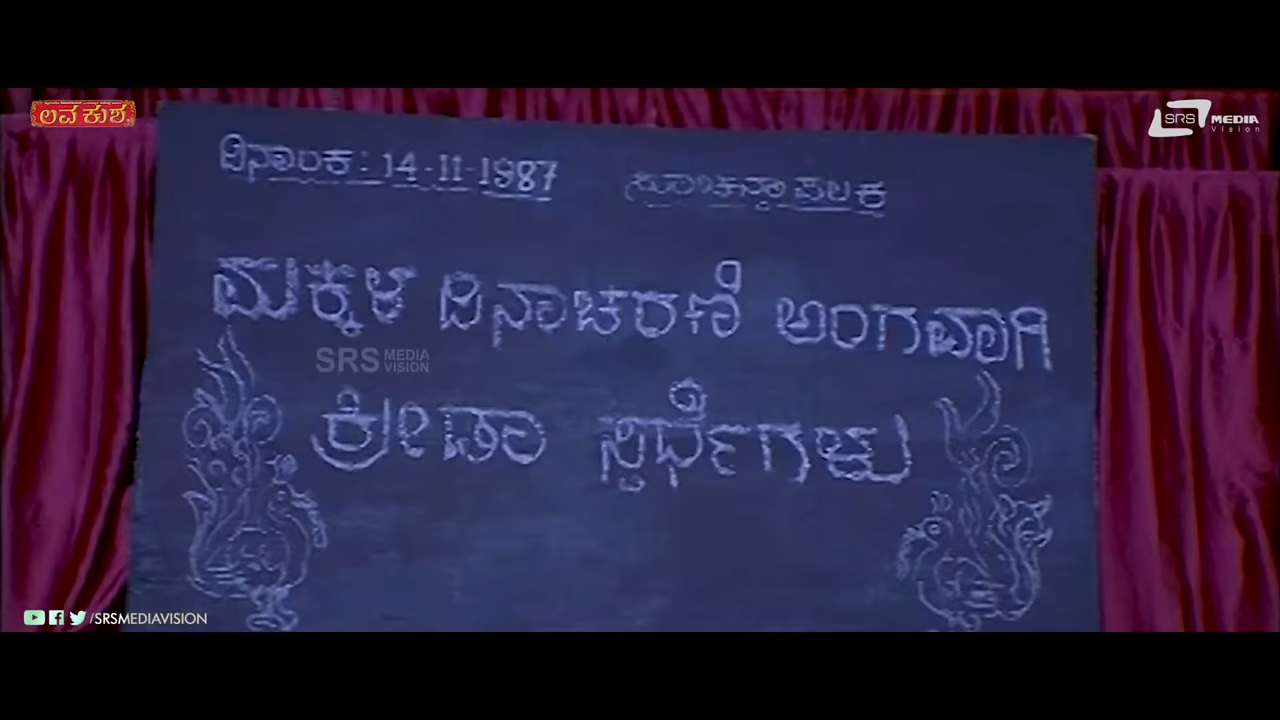 ಲವ ಕುಶ
SRS MEDIA
Vision
ದಿನಾಂಕ : 14-11-1987 ಸೂಚನಾ ಫಲಕ
ಮಕ್ಕಳ ದಿನಾಚರಣೆ ಅಂಗವಾಗಿ
SRS MEDIA VISION
ಕ್ರೀಡಾ ಸ್ಪರ್ಧೆಗಳು
/SRSMEDIAVISION